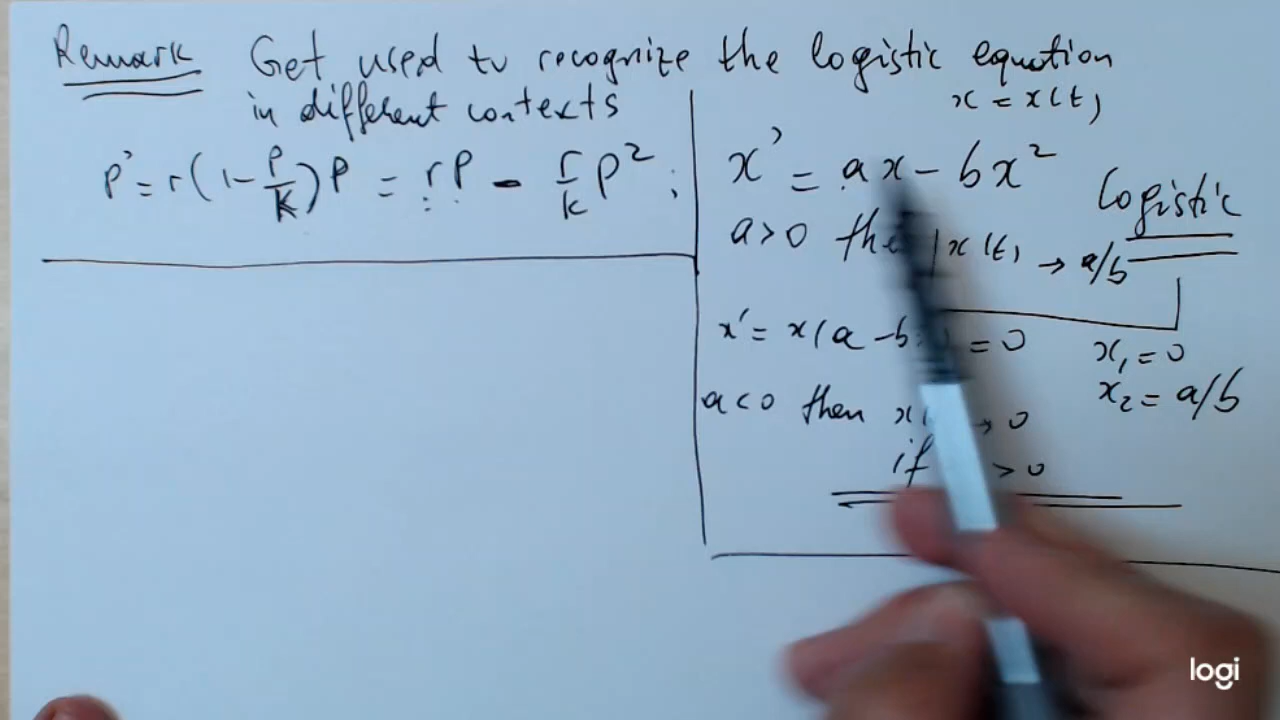 Remark Get used to recognize the logistic equation
in different contexts
x = x(t)
P' = r(1-P/K)P = rP - r/K P² ;
x' = ax - bx²
Logistic
a>0 the x(t) → a/b
x' = x(a-b = 0
x₁ = 0
x₂ = a/b
a<0 then x( → 0
if > 0
logi